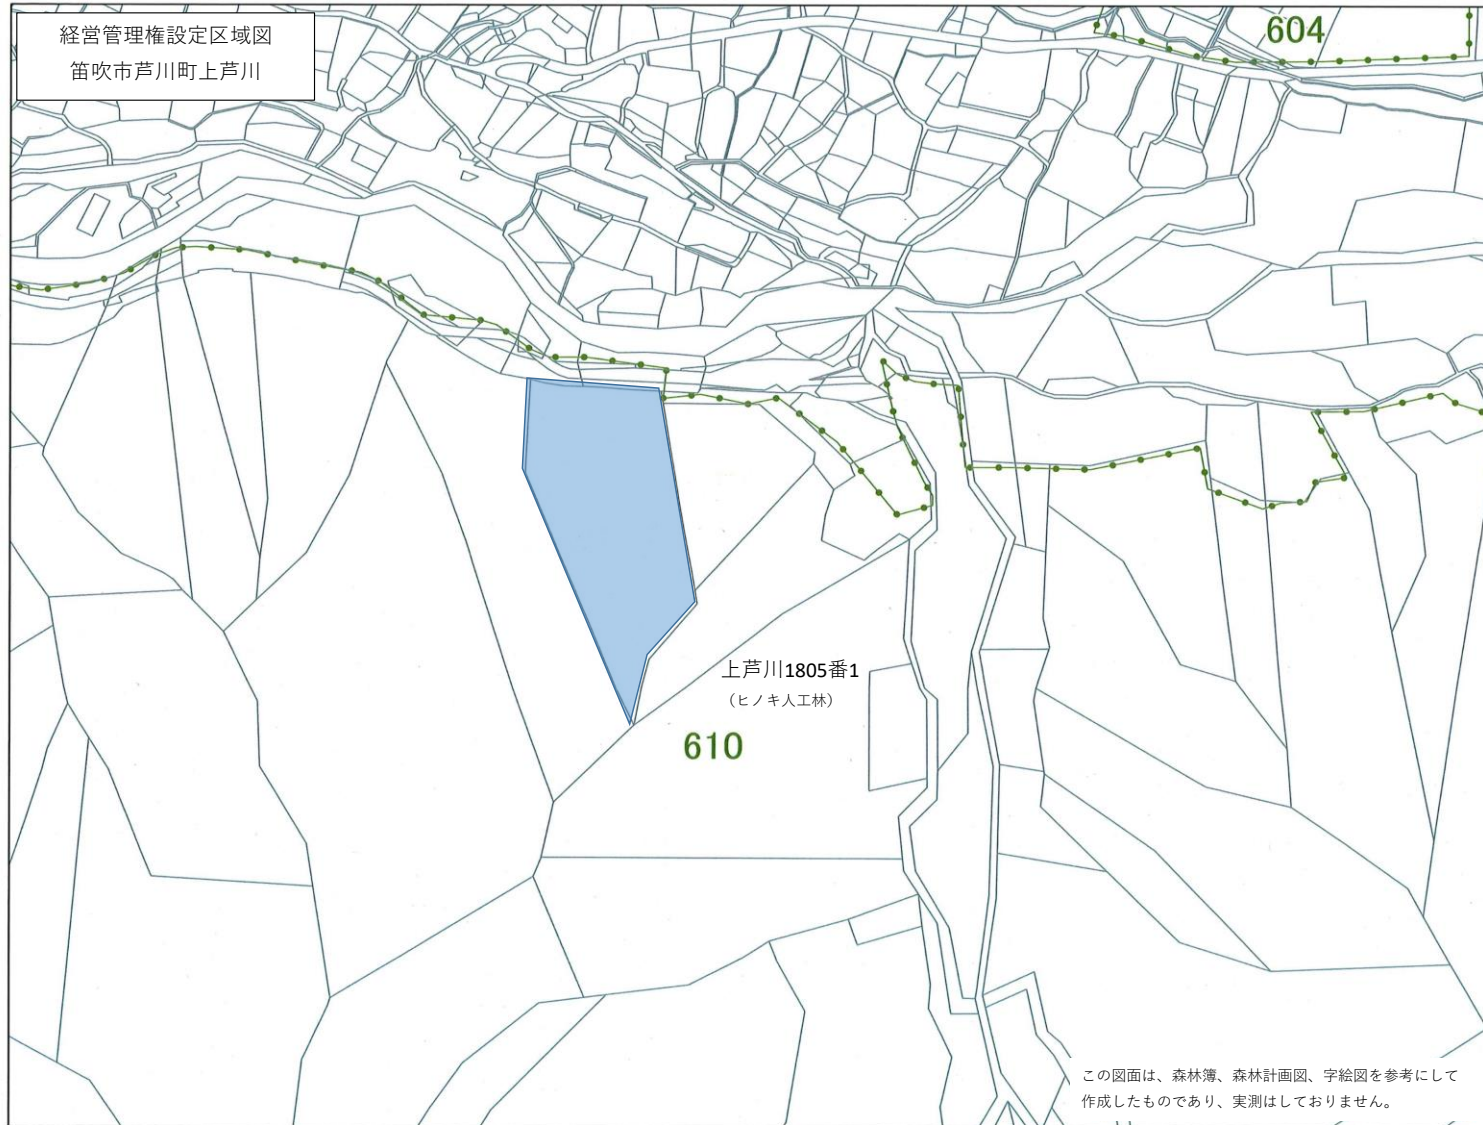 経営管理権設定区域図
笛吹市芦川町上芦川
604
上芦川1805番1
（ヒノキ人工林）
610
この図面は、森林簿、森林計画図、字絵図を参考にして
作成したものであり、実測はしておりません。